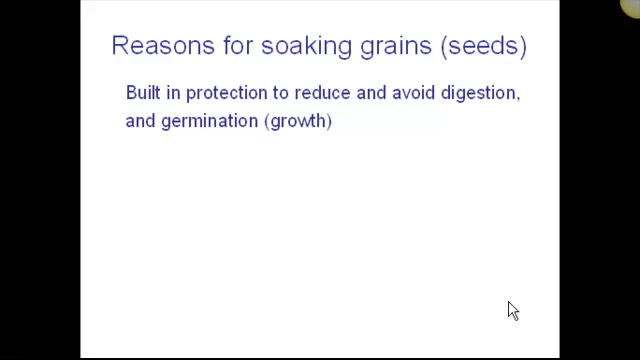 Reasons for soaking grains (seeds)
Built in protection to reduce and avoid digestion,
and germination (growth)